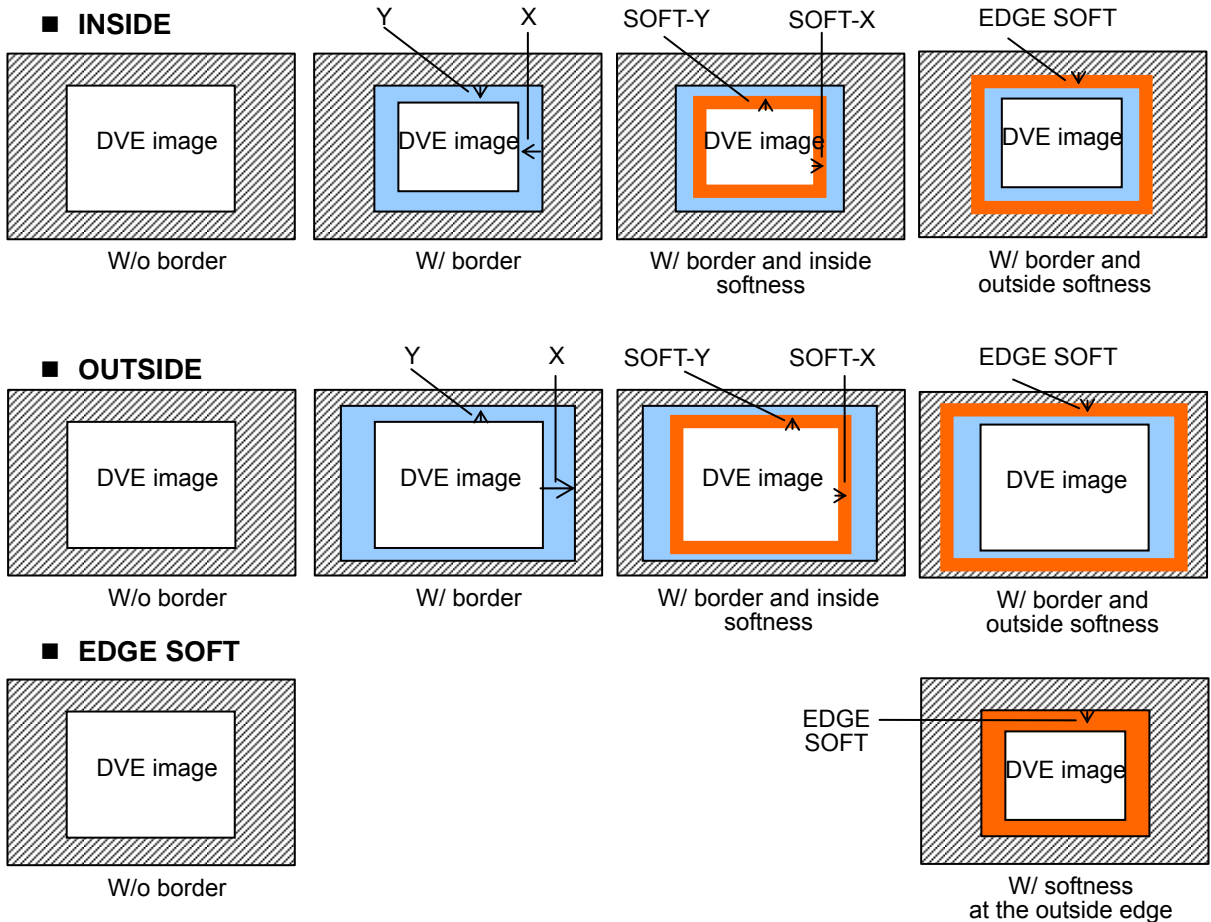 ■ INSIDE
Y X SOFT-Y SOFT-X EDGE SOFT
DVE image DVE image DVE image DVE image
W/o border W/ border W/ border and inside W/ border and
softness outside softness
■ OUTSIDE
Y X SOFT-Y SOFT-X EDGE SOFT
DVE image DVE image DVE image DVE image
W/o border W/ border W/ border and inside W/ border and
softness outside softness
■ EDGE SOFT
EDGE
SOFT
DVE image DVE image
W/o border W/ softness
at the outside edge